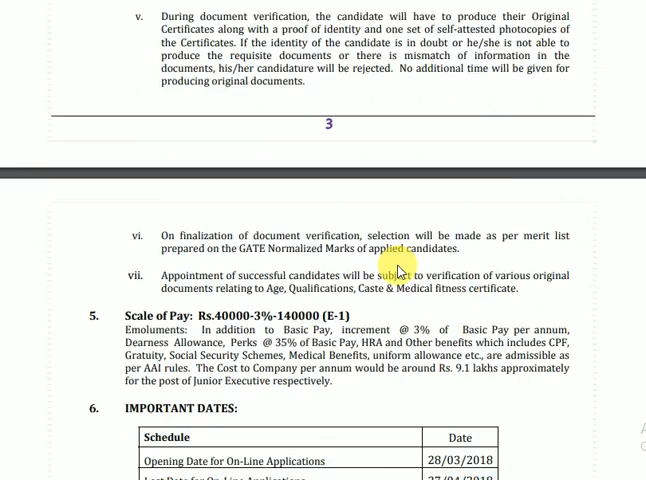 v. During document verification, the candidate will have to produce their Original
Certificates along with a proof of identity and one set of self-attested photocopies
of the Certificates. If the identity of the candidate is in doubt or he/she is not able to
produce the requisite documents or there is mismatch of information in the
documents, his/her candidature will be rejected. No additional time will be given for
producing original documents.
3
vi. On finalization of document verification, selection will be made as per merit list
prepared on the GATE Normalized Marks of applied candidates.
vii. Appointment of successful candidates will be subject to verification of various original
documents relating to Age, Qualifications, Caste & Medical fitness certificate.
5. Scale of Pay: Rs.40000-3%-140000 (E-1)
Emoluments: In addition to Basic Pay, increment @ 3% of Basic Pay per annum,
Dearness Allowance, Perks @ 35% of Basic Pay, HRA and Other benefits which includes CPF,
Gratuity, Social Security Schemes, Medical Benefits, uniform allowance etc., are admissible as
per AAI rules. The Cost to Company per annum would be around Rs. 9.1 lakhs approximately
for the post of Junior Executive respectively.
6. IMPORTANT DATES:
Schedule Date
Opening Date for On-Line Applications 28/03/2018
Last Date for On-Line Applications 27/04/2018